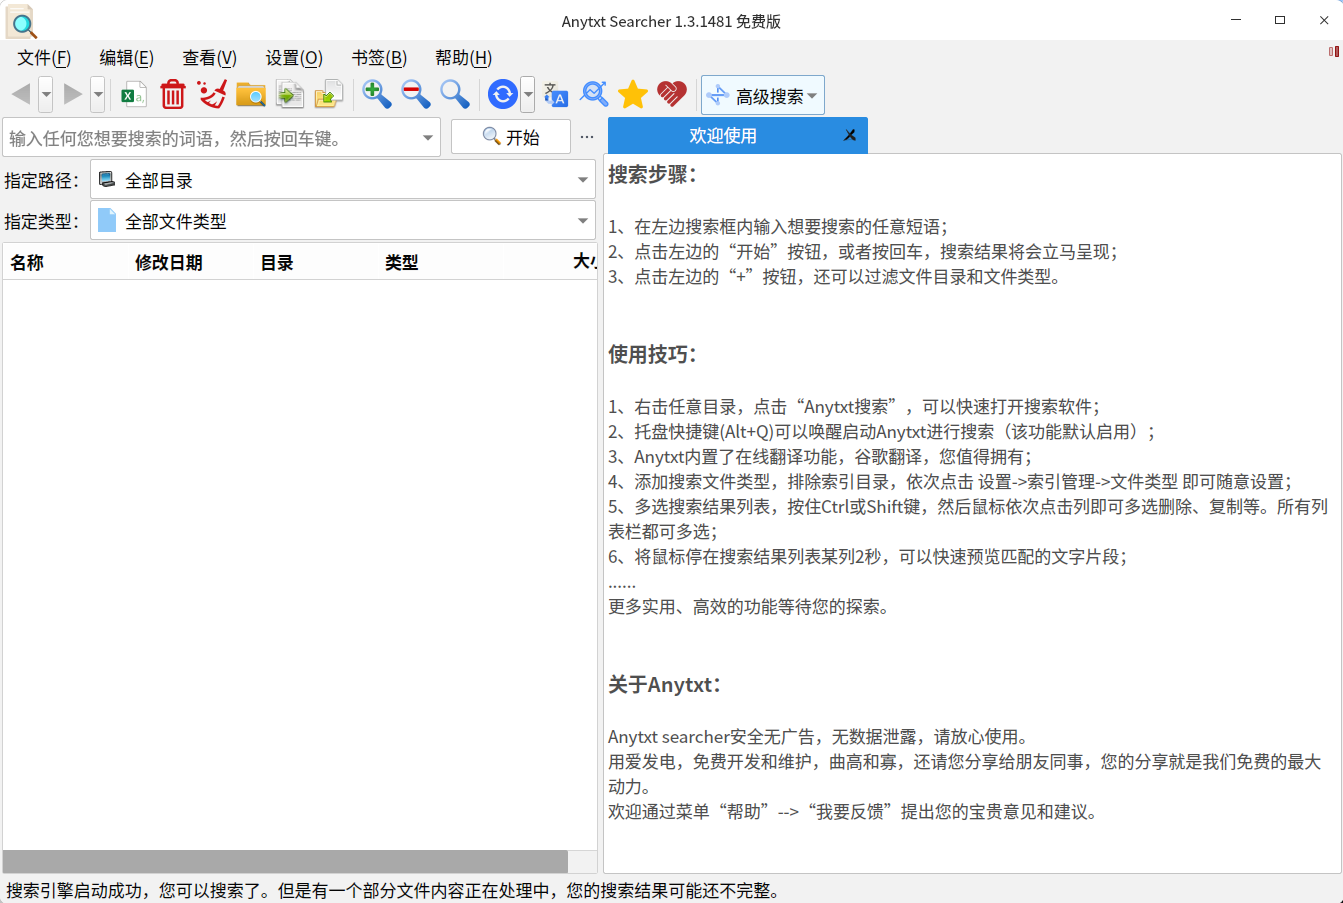 Anytxt Searcher 1.3.1481 免费版
文件(F) 编辑(E) 查看(V) 设置(O) 书签(B) 帮助(H)
高级搜索
输入任何您想要搜索的词语，然后按回车键。
开始
...
欢迎使用
指定路径：
全部目录
指定类型：
全部文件类型
名称 修改日期 目录 类型 大小
搜索步骤：
1、在左边搜索框内输入想要搜索的任意短语；
2、点击左边的“开始”按钮，或者按回车，搜索结果将会立马呈现；
3、点击左边的“+”按钮，还可以过滤文件目录和文件类型。
使用技巧：
1、右击任意目录，点击“Anytxt搜索”，可以快速打开搜索软件；
2、托盘快捷键(Alt+Q)可以唤醒启动Anytxt进行搜索（该功能默认启用）；
3、Anytxt内置了在线翻译功能，谷歌翻译，您值得拥有；
4、添加搜索文件类型，排除索引目录，依次点击 设置->索引管理->文件类型 即可随意设置；
5、多选搜索结果列表，按住Ctrl或Shift键，然后鼠标依次点击列即可多选删除、复制等。所有列
表栏都可多选；
6、将鼠标停在搜索结果列表某列2秒，可以快速预览匹配的文字片段；
......
更多实用、高效的功能等待您的探索。
关于Anytxt：
Anytxt searcher安全无广告，无数据泄露，请放心使用。
用爱发电，免费开发和维护，曲高和寡，还请您分享给朋友同事，您的分享就是我们免费的最大
动力。
欢迎通过菜单“帮助”-->“我要反馈”提出您的宝贵意见和建议。
搜索引擎启动成功，您可以搜索了。但是有一个部分文件内容正在处理中，您的搜索结果可能还不完整。